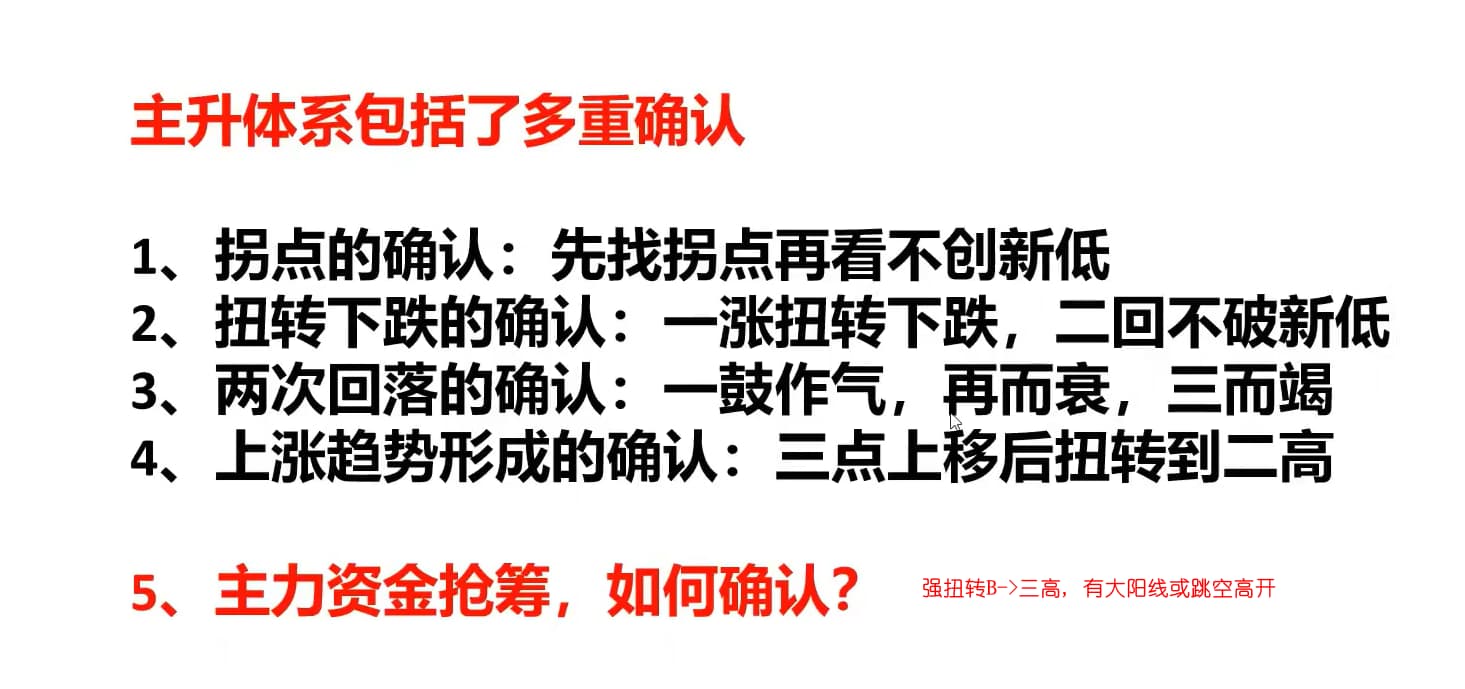 主升体系包括了多重确认
1、拐点的确认：先找拐点再看不创新低
2、扭转下跌的确认：一涨扭转下跌，二回不破新低
3、两次回落的确认：一鼓作气，再而衰，三而竭
4、上涨趋势形成的确认：三点上移后扭转到二高
5、主力资金抢筹，如何确认？ 强扭转B->三高，有大阳线或跳空高开